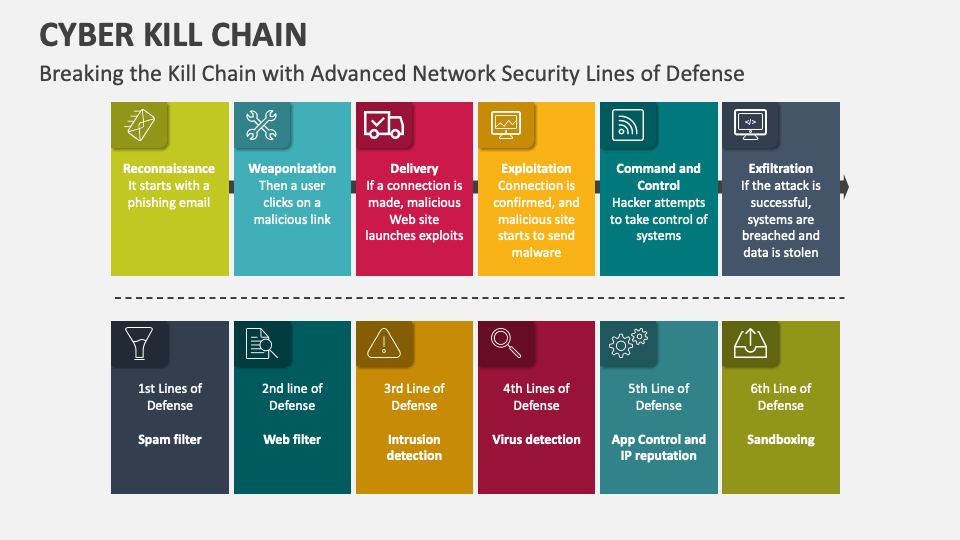 CYBER KILL CHAIN
Breaking the Kill Chain with Advanced Network Security Lines of Defense
Reconnaissance
It starts with a
phishing email
Weaponization
Then a user
clicks on a
malicious link
Delivery
If a connection is
made, malicious
Web site
launches exploits
Exploitation
Connection is
confirmed, and
malicious site
starts to send
malware
Command and
Control
Hacker attempts
to take control of
systems
</>
Exfiltration
If the attack is
successful,
systems are
breached and
data is stolen
1st Lines of
Defense
Spam filter
2nd line of
Defense
Web filter
3rd Line of
Defense
Intrusion
detection
4th Lines of
Defense
Virus detection
5th Line of
Defense
App Control and
IP reputation
6th Line of
Defense
Sandboxing